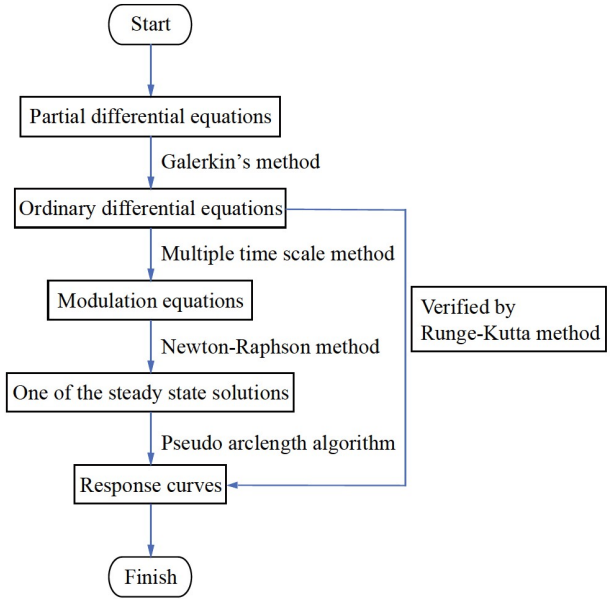 Start
Partial differential equations
Galerkin's method
Ordinary differential equations
Multiple time scale method
Modulation equations
Verified by
Runge-Kutta method
Newton-Raphson method
One of the steady state solutions
Pseudo arclength algorithm
Response curves
Finish